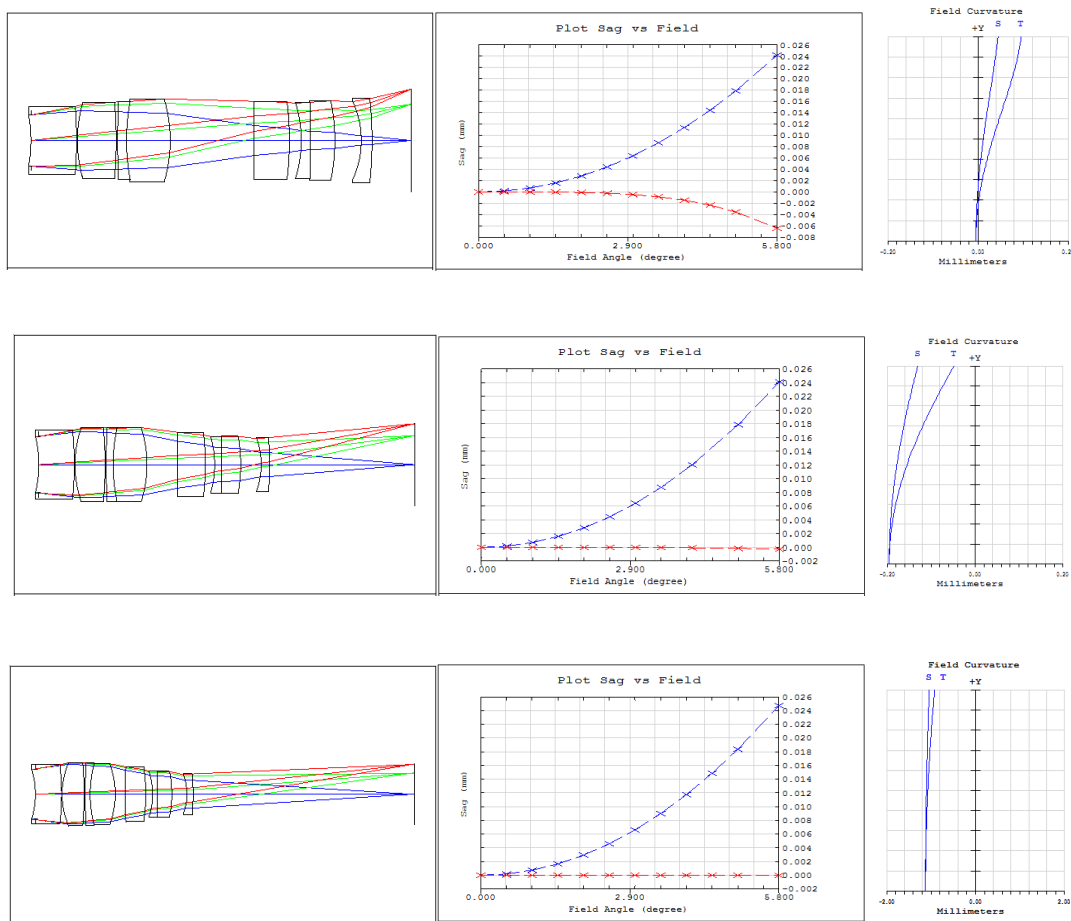 Plot Sag vs Field
0.026
0.024
0.022
0.020
0.018
0.016
0.014
0.012
0.010
0.008
0.006
0.004
0.002
0.000
-0.002
-0.004
-0.006
-0.008
Sag (mm)
0.000 2.900 5.800
Field Angle (degree)
Field Curvature
S T
+Y
-0.20 0.00 0.2
Millimeters
Plot Sag vs Field
0.026
0.024
0.022
0.020
0.018
0.016
0.014
0.012
0.010
0.008
0.006
0.004
0.002
0.000
-0.002
Sag (mm)
0.000 2.900 5.800
Field Angle (degree)
Field Curvature
S T
+Y
-0.20 0.00 0.20
Millimeters
Plot Sag vs Field
0.026
0.024
0.022
0.020
0.018
0.016
0.014
0.012
0.010
0.008
0.006
0.004
0.002
0.000
-0.002
Sag (mm)
0.000 2.900 5.800
Field Angle (degree)
Field Curvature
S T
+Y
-2.00 0.00 2.00
Millimeters